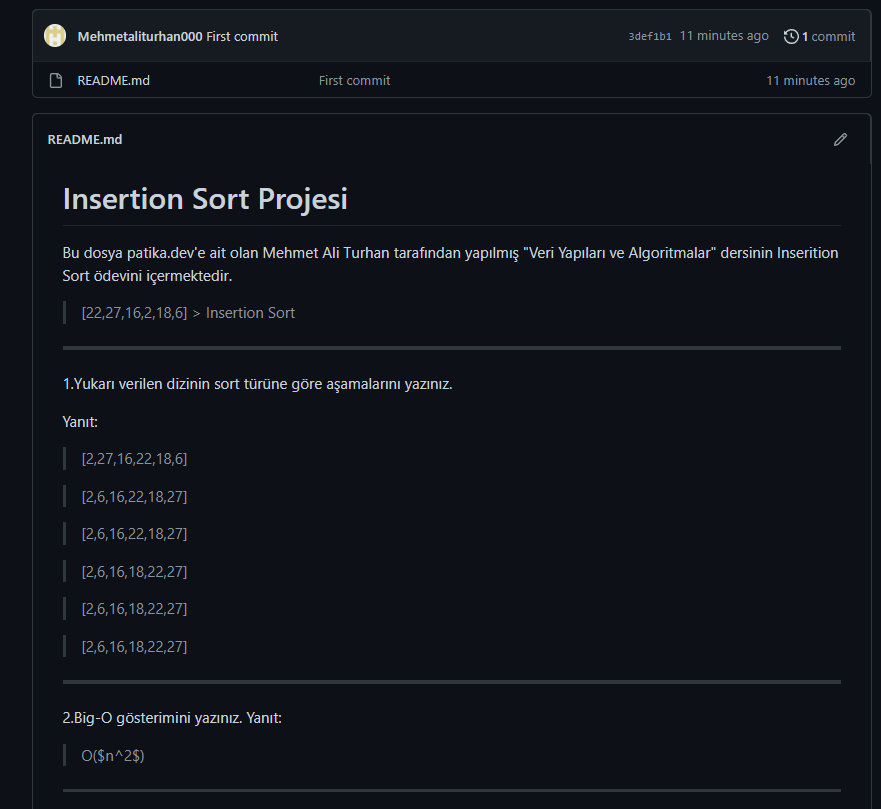 Mehmetaliturhan000 First commit 3def1b1 11 minutes ago 1 commit
README.md First commit 11 minutes ago
README.md
Insertion Sort Projesi
Bu dosya patika.dev'e ait olan Mehmet Ali Turhan tarafından yapılmış "Veri Yapıları ve Algoritmalar" dersinin Inserition
Sort ödevini içermektedir.
[22,27,16,2,18,6] > Insertion Sort
1.Yukarı verilen dizinin sort türüne göre aşamalarını yazınız.
Yanıt:
[2,27,16,22,18,6]
[2,6,16,22,18,27]
[2,6,16,22,18,27]
[2,6,16,18,22,27]
[2,6,16,18,22,27]
[2,6,16,18,22,27]
2.Big-O gösterimini yazınız. Yanıt:
O($n^2$)